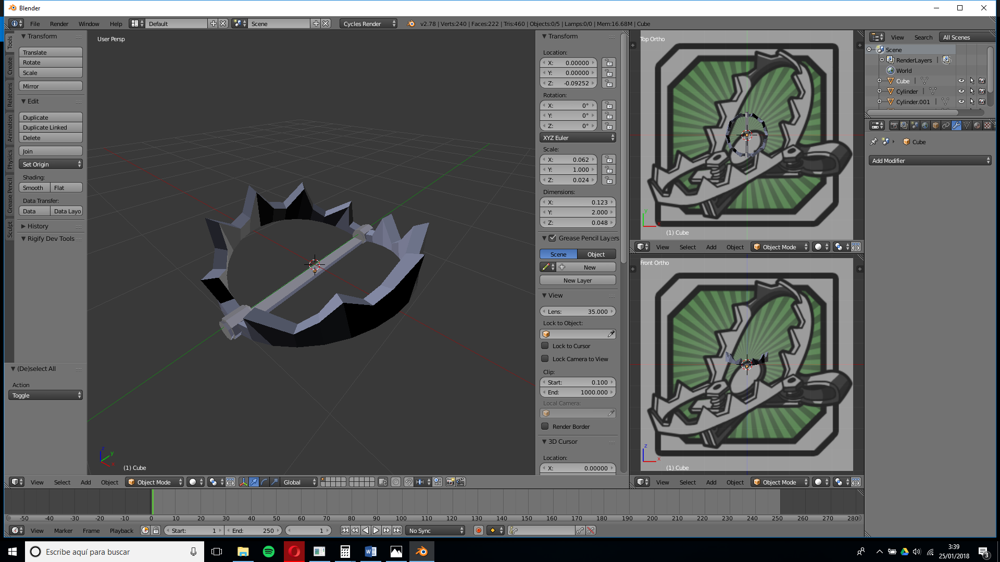 Blender
File Render Window Help Default Scene Cycles Render v2.78 | Verts:240 | Faces:222 | Tris:460 | Objects:0/5 | Lamps:0/0 | Mem:16.68M | Cube
Tools
Create
Relations
Animation
Physics
Grease Pencil
Sculpt
Transform
Translate
Rotate
Scale
Mirror
Edit
Duplicate
Duplicate Linked
Delete
Join
Set Origin
Shading:
Smooth Flat
Data Transfer:
Data Data Layo
History
Rigify Dev Tools
(De)select All
Action
Toggle
User Persp
z
y
x
(1) Cube
Transform
Location:
X: 0.00000
Y: 0.00000
Z: -0.09252
Rotation:
X: 0°
Y: 0°
Z: 0°
XYZ Euler
Scale:
X: 0.062
Y: 1.000
Z: 0.024
Dimensions:
X: 0.123
Y: 2.000
Z: 0.048
Grease Pencil Layers
Scene Object
New
New Layer
View
Lens: 35.000
Lock to Object:
Lock to Cursor
Lock Camera to View
Clip:
Start: 0.100
End: 1000.000
Local Camera:
Render Border
3D Cursor
Location:
X: 0.00000
Top Ortho
y
x
(1) Cube
View Select Add Object Object Mode
Front Ortho
z
x
(1) Cube
View Select Add Object Object Mode
View Search All Scenes
Scene
RenderLayers |
World
Cube |
Cylinder |
Cylinder.001 |
Cube
Add Modifier
View Select Add Object Object Mode Global
-50 -40 -30 -20 -10 0 10 20 30 40 50 60 70 80 90 100 110 120 130 140 150 160 170 180 190 200 210 220 230 240 250 260 270 280
View Marker Frame Playback Start: 1 End: 250 1 No Sync
Escribe aquí para buscar
3:39
25/01/2018
3